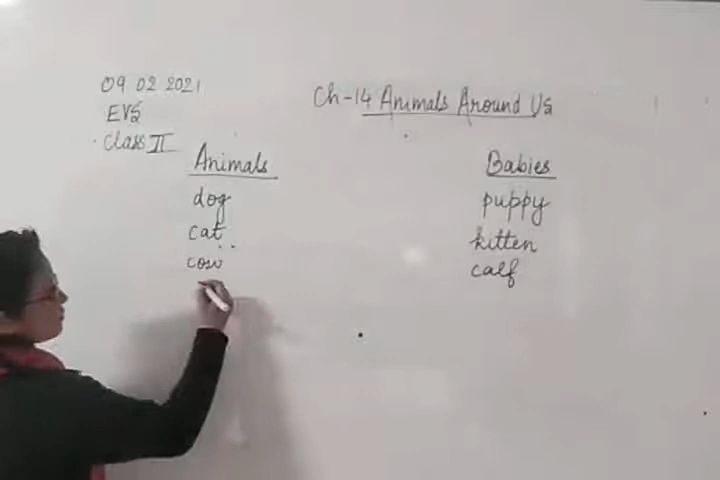 09 02 2021
EVS
Class II
Ch-14 Animals Around Us
Animals Babies
dog puppy
cat kitten
cow calf